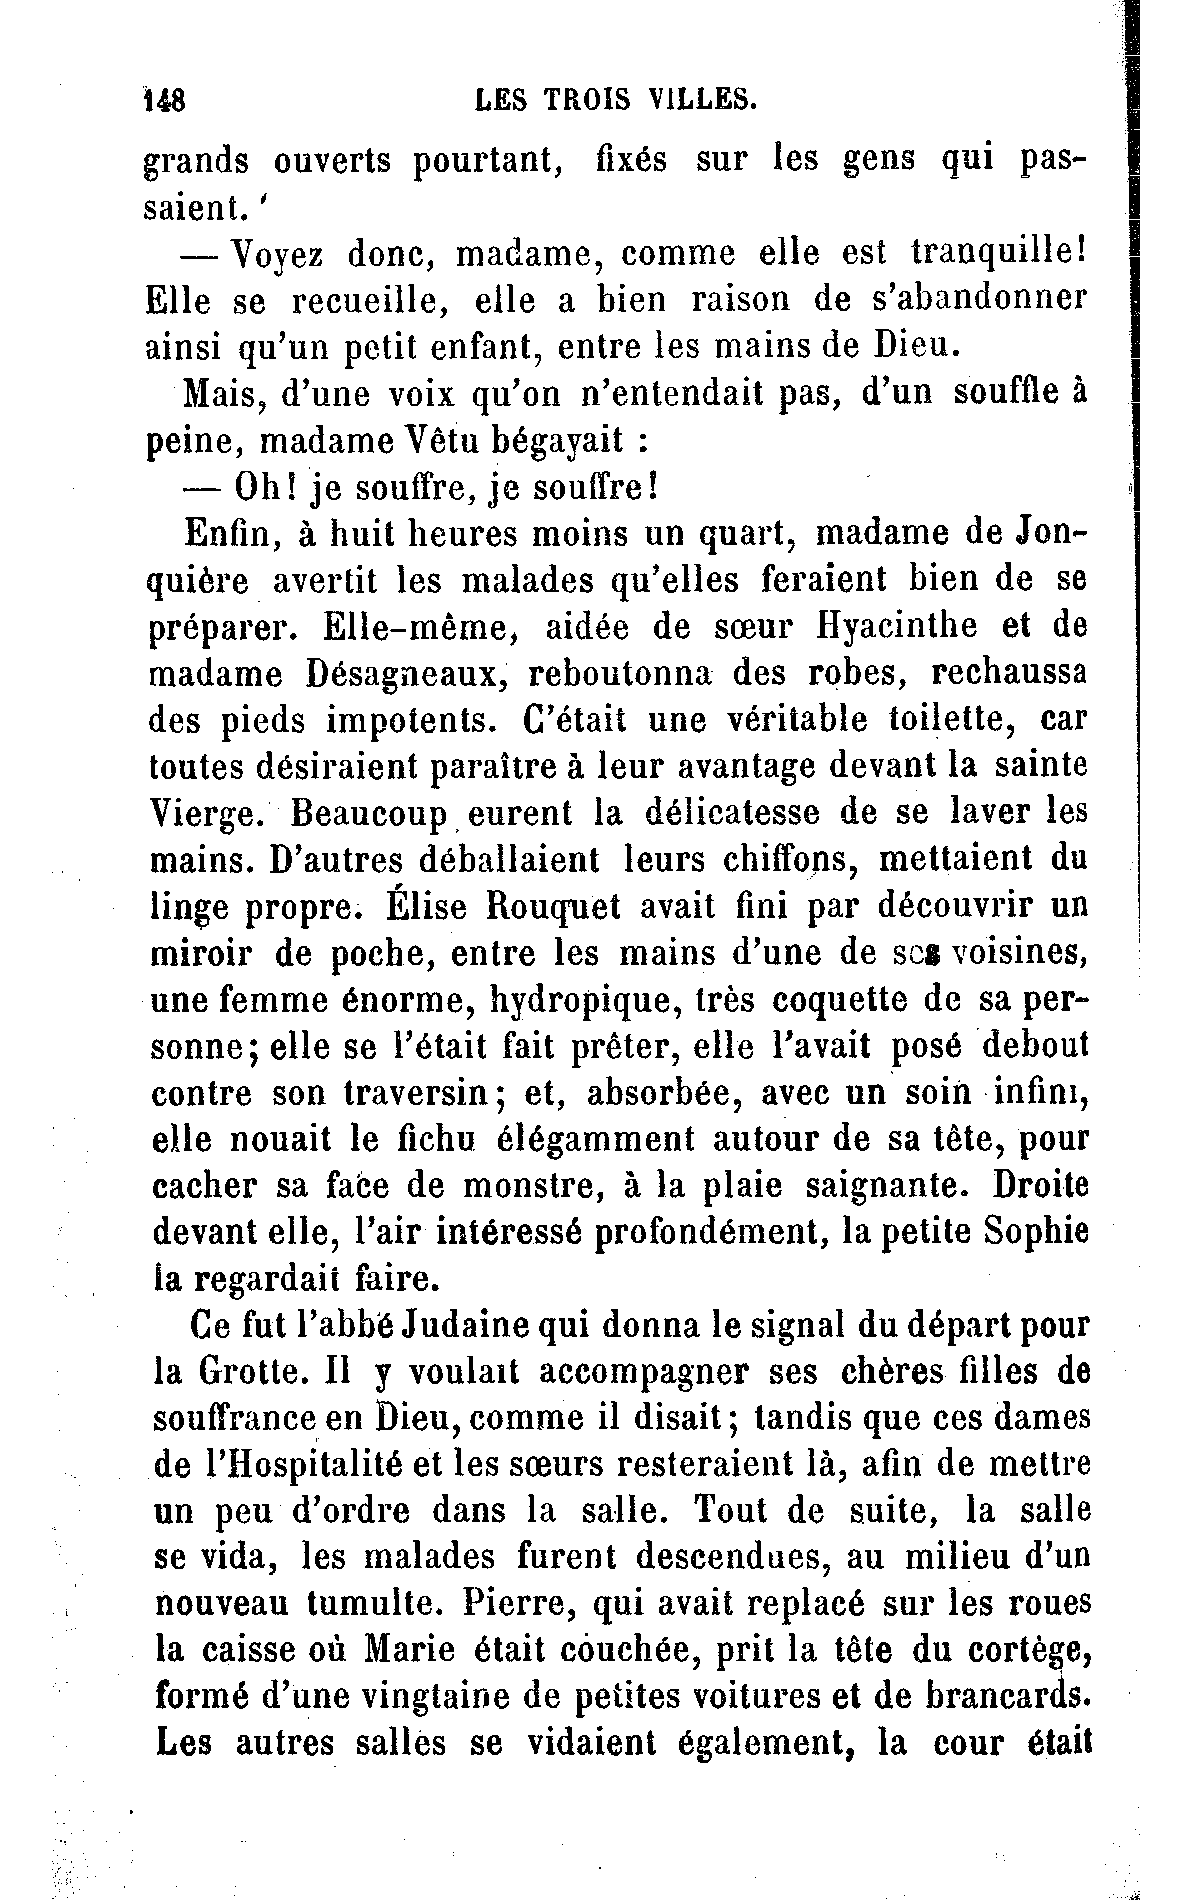 148 LES TROIS VILLES.
grands ouverts pourtant, fixés sur les gens qui pas-
saient.
— Voyez donc, madame, comme elle est tranquille!
Elle se recueille, elle a bien raison de s'abandonner
ainsi qu'un petit enfant, entre les mains de Dieu.
Mais, d'une voix qu'on n'entendait pas, d'un souffle à
peine, madame Vêtu bégayait :
— Oh! je souffre, je souffre!
Enfin, à huit heures moins un quart, madame de Jon-
quière avertit les malades qu'elles feraient bien de se
préparer. Elle-même, aidée de sœur Hyacinthe et de
madame Désagneaux, reboutonna des robes, rechaussa
des pieds impotents. C'était une véritable toilette, car
toutes désiraient paraître à leur avantage devant la sainte
Vierge. Beaucoup eurent la délicatesse de se laver les
mains. D'autres déballaient leurs chiffons, mettaient du
linge propre. Élise Rouquet avait fini par découvrir un
miroir de poche, entre les mains d'une de ses voisines,
une femme énorme, hydropique, très coquette de sa per-
sonne; elle se l'était fait prêter, elle l'avait posé debout
contre son traversin; et, absorbée, avec un soin infini,
elle nouait le fichu élégamment autour de sa tête, pour
cacher sa face de monstre, à la plaie saignante. Droite
devant elle, l'air intéressé profondément, la petite Sophie
la regardait faire.
Ce fut l'abbé Judaine qui donna le signal du départ pour
la Grotte. Il y voulait accompagner ses chères filles de
souffrance en Dieu, comme il disait; tandis que ces dames
de l'Hospitalité et les sœurs resteraient là, afin de mettre
un peu d'ordre dans la salle. Tout de suite, la salle
se vida, les malades furent descendues, au milieu d'un
nouveau tumulte. Pierre, qui avait replacé sur les roues
la caisse où Marie était couchée, prit la tête du cortège,
formé d'une vingtaine de petites voitures et de brancards.
Les autres salles se vidaient également, la cour était